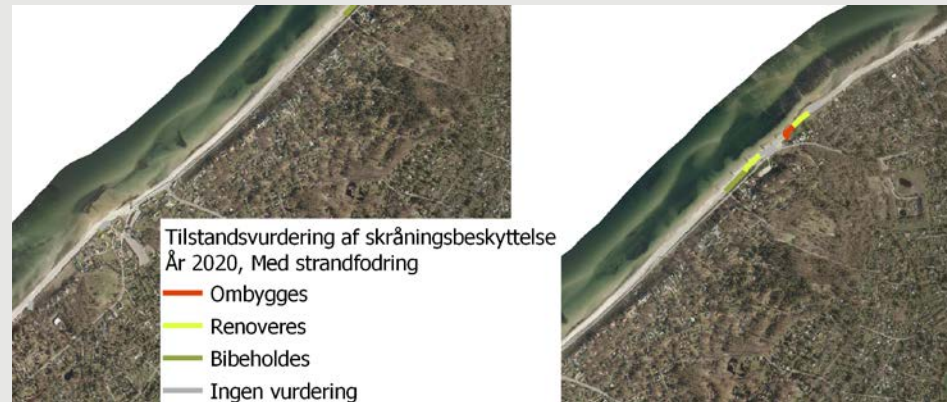 Tilstandsvurdering af skråningsbeskyttelse
År 2020, Med strandfodring
Ombygges
Renoveres
Bibeholdes
Ingen vurdering